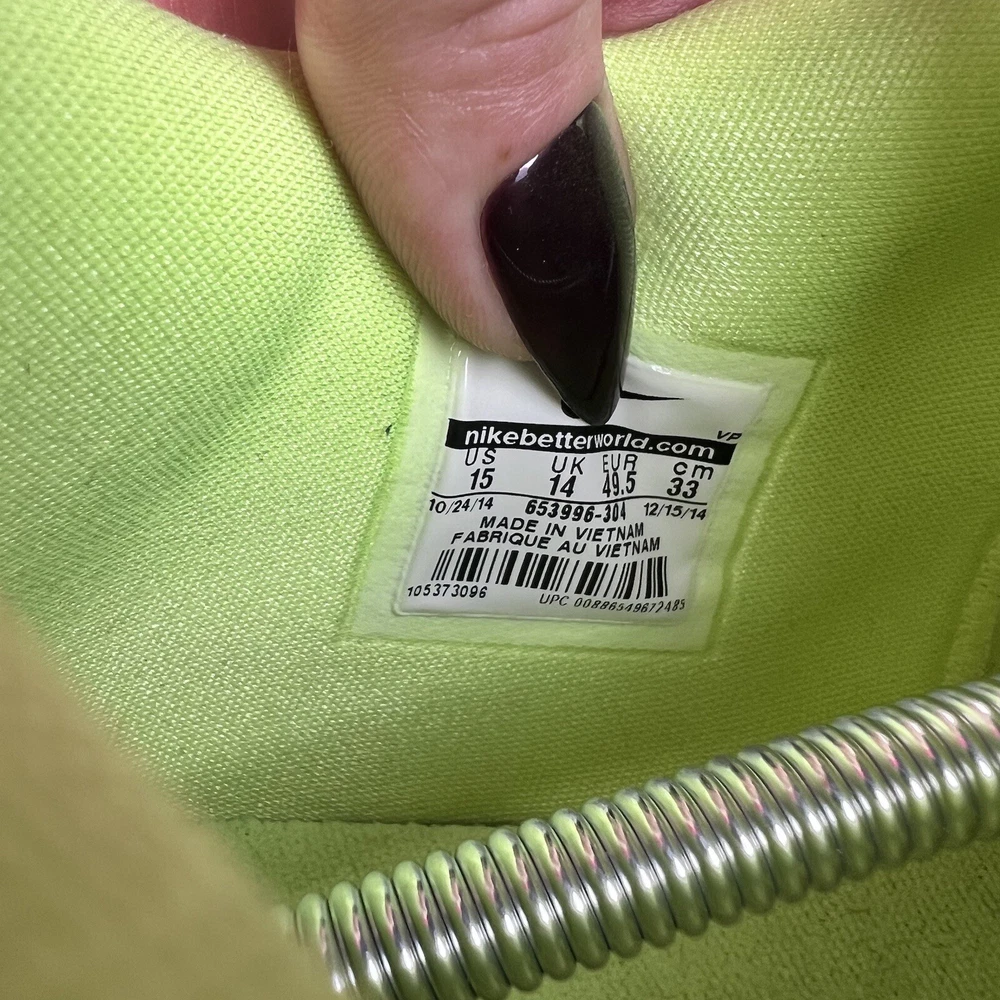 nikebetterworld.com VP
US UK EUR cm
15 14 49.5 33
10/24/14 653996-304 12/15/14
MADE IN VIETNAM
FABRIQUE AU VIETNAM
105373096 UPC 00886549672485